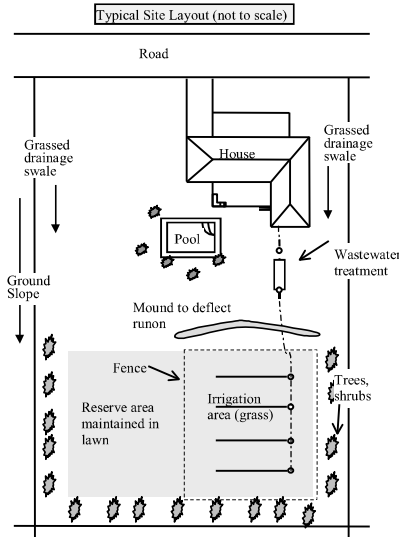 Typical Site Layout (not to scale)
Road
Grassed
drainage
swale
House
Grassed
drainage
swale
Pool
Wastewater
treatment
Ground
Slope
Mound to deflect
runon
Fence
Irrigation
area (grass)
Reserve area
maintained in
lawn
Trees,
shrubs